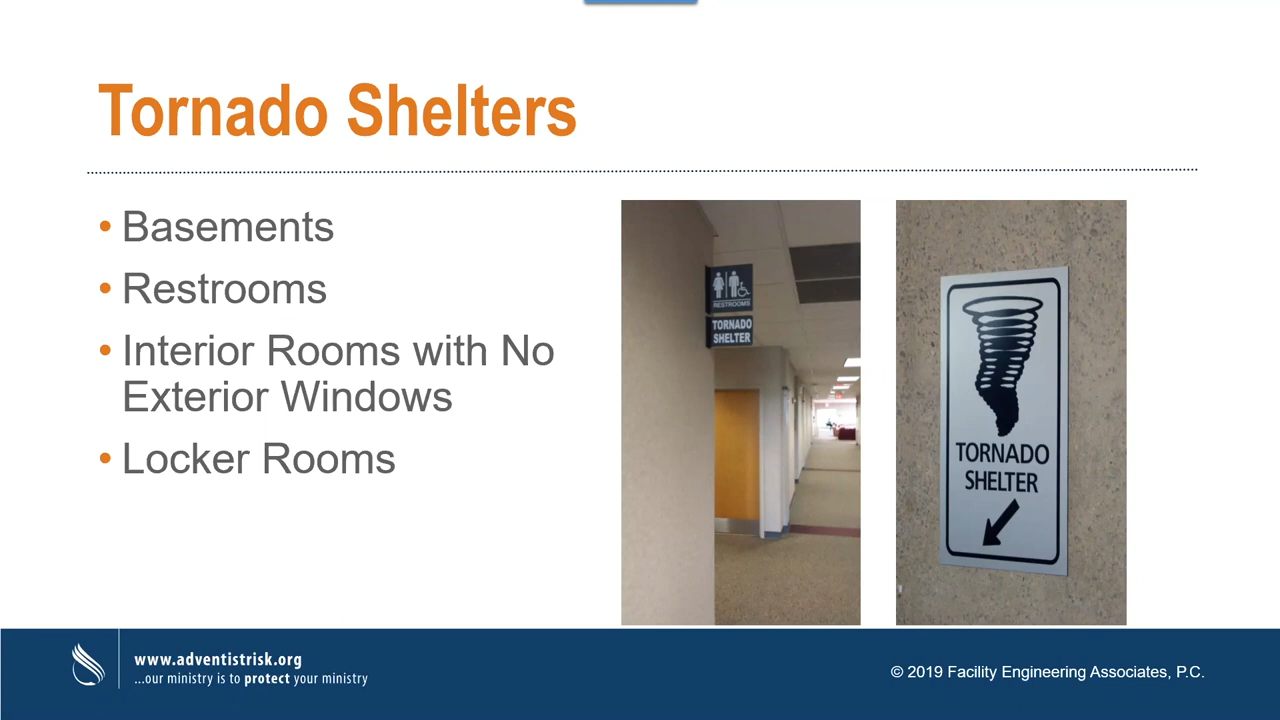 Tornado Shelters
• Basements
• Restrooms
• Interior Rooms with No
Exterior Windows
• Locker Rooms
RESTROOMS
TORNADO
SHELTER
TORNADO
SHELTER
www.adventistrisk.org
...our ministry is to protect your ministry
© 2019 Facility Engineering Associates, P.C.